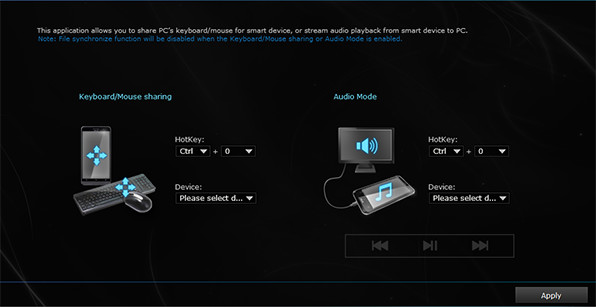 This application allows you to share PC's keyboard/mouse for smart device, or stream audio playback from smart device to PC.
Note: File synchronize function will be disabled when the Keyboard/Mouse sharing or Audio Mode is enabled.
Keyboard/Mouse sharing
HotKey:
Ctrl + 0
Device:
Please select d...
Audio Mode
HotKey:
Ctrl + 0
Device:
Please select d...
Apply